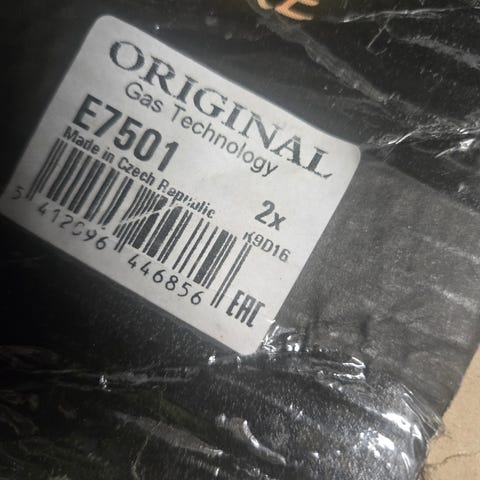 ORIGINAL
Gas Technology
E7501
Made in Czech Republic
2x
K9D16
5 412096 446856
EAC